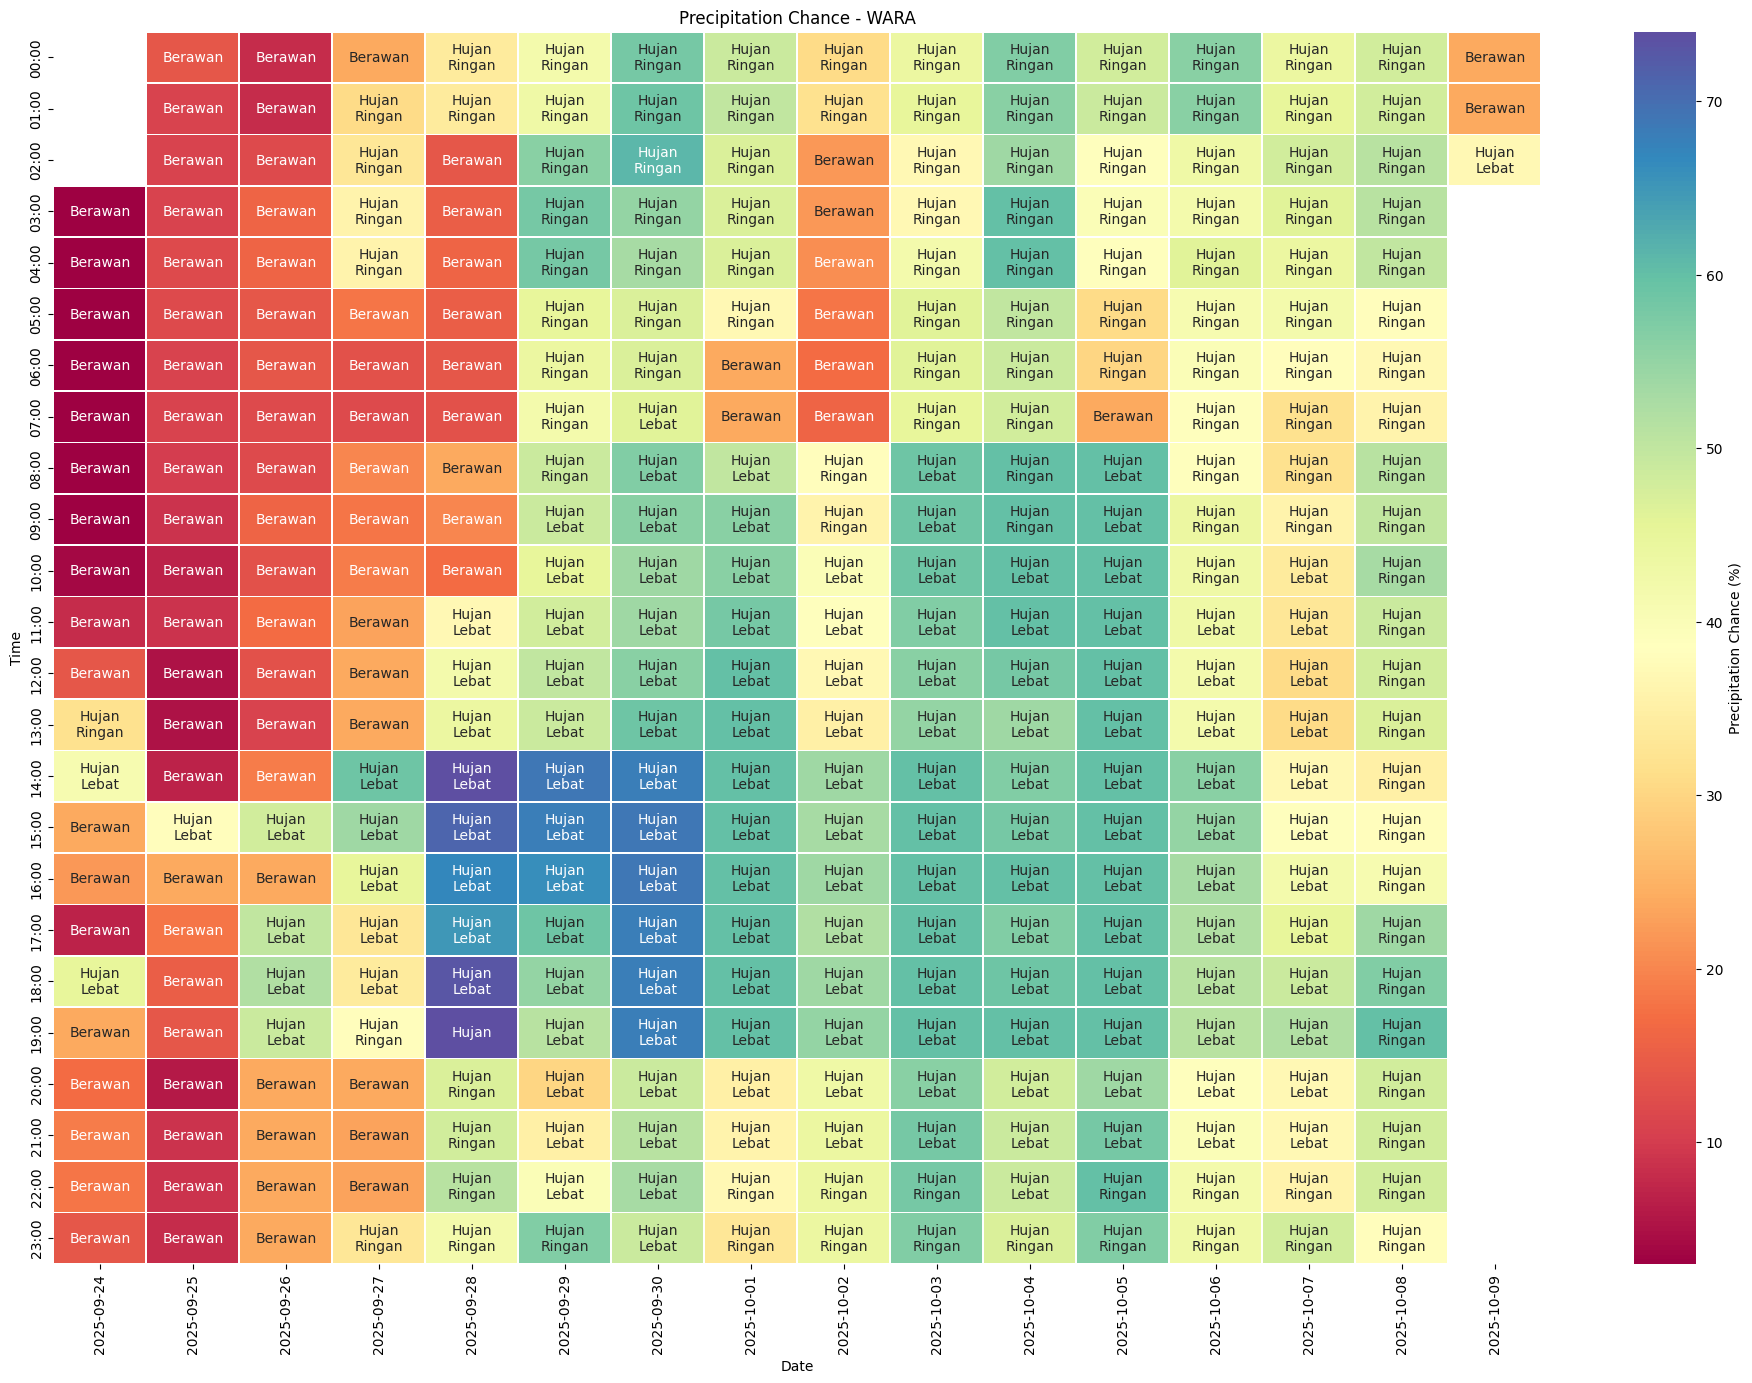 Precipitation Chance - WARA
00:00 Berawan Berawan Berawan Hujan Ringan Hujan Ringan Hujan Ringan Hujan Ringan Hujan Ringan Hujan Ringan Hujan Ringan Hujan Ringan Hujan Ringan Hujan Ringan Hujan Ringan Berawan
01:00 Berawan Berawan Hujan Ringan Hujan Ringan Hujan Ringan Hujan Ringan Hujan Ringan Hujan Ringan Hujan Ringan Hujan Ringan Hujan Ringan Hujan Ringan Hujan Ringan Hujan Ringan Berawan
02:00 Berawan Berawan Hujan Ringan Berawan Hujan Ringan Hujan Ringan Hujan Ringan Berawan Hujan Ringan Hujan Ringan Hujan Ringan Hujan Ringan Hujan Ringan Hujan Ringan Hujan Lebat
03:00 Berawan Berawan Berawan Hujan Ringan Berawan Hujan Ringan Hujan Ringan Hujan Ringan Berawan Hujan Ringan Hujan Ringan Hujan Ringan Hujan Ringan Hujan Ringan Hujan Ringan
04:00 Berawan Berawan Berawan Hujan Ringan Berawan Hujan Ringan Hujan Ringan Hujan Ringan Berawan Hujan Ringan Hujan Ringan Hujan Ringan Hujan Ringan Hujan Ringan Hujan Ringan
05:00 Berawan Berawan Berawan Berawan Berawan Hujan Ringan Hujan Ringan Hujan Ringan Berawan Hujan Ringan Hujan Ringan Hujan Ringan Hujan Ringan Hujan Ringan Hujan Ringan
06:00 Berawan Berawan Berawan Berawan Berawan Hujan Ringan Hujan Ringan Berawan Berawan Hujan Ringan Hujan Ringan Hujan Ringan Hujan Ringan Hujan Ringan Hujan Ringan
07:00 Berawan Berawan Berawan Berawan Berawan Hujan Ringan Hujan Lebat Berawan Berawan Hujan Ringan Hujan Ringan Berawan Hujan Ringan Hujan Ringan Hujan Ringan
08:00 Berawan Berawan Berawan Berawan Berawan Hujan Ringan Hujan Lebat Hujan Lebat Hujan Ringan Hujan Lebat Hujan Ringan Hujan Lebat Hujan Ringan Hujan Ringan Hujan Ringan
09:00 Berawan Berawan Berawan Berawan Berawan Hujan Lebat Hujan Lebat Hujan Lebat Hujan Ringan Hujan Lebat Hujan Ringan Hujan Lebat Hujan Ringan Hujan Ringan Hujan Ringan
10:00 Berawan Berawan Berawan Berawan Berawan Hujan Lebat Hujan Lebat Hujan Lebat Hujan Lebat Hujan Lebat Hujan Lebat Hujan Lebat Hujan Ringan Hujan Lebat Hujan Ringan
11:00 Berawan Berawan Berawan Berawan Hujan Lebat Hujan Lebat Hujan Lebat Hujan Lebat Hujan Lebat Hujan Lebat Hujan Lebat Hujan Lebat Hujan Lebat Hujan Lebat Hujan Ringan
12:00 Berawan Berawan Berawan Berawan Hujan Lebat Hujan Lebat Hujan Lebat Hujan Lebat Hujan Lebat Hujan Lebat Hujan Lebat Hujan Lebat Hujan Lebat Hujan Lebat Hujan Ringan
13:00 Hujan Ringan Berawan Berawan Berawan Hujan Lebat Hujan Lebat Hujan Lebat Hujan Lebat Hujan Lebat Hujan Lebat Hujan Lebat Hujan Lebat Hujan Lebat Hujan Lebat Hujan Ringan
14:00 Hujan Lebat Berawan Berawan Hujan Lebat Hujan Lebat Hujan Lebat Hujan Lebat Hujan Lebat Hujan Lebat Hujan Lebat Hujan Lebat Hujan Lebat Hujan Lebat Hujan Lebat Hujan Ringan
15:00 Berawan Hujan Lebat Hujan Lebat Hujan Lebat Hujan Lebat Hujan Lebat Hujan Lebat Hujan Lebat Hujan Lebat Hujan Lebat Hujan Lebat Hujan Lebat Hujan Lebat Hujan Lebat Hujan Ringan
16:00 Berawan Berawan Berawan Hujan Lebat Hujan Lebat Hujan Lebat Hujan Lebat Hujan Lebat Hujan Lebat Hujan Lebat Hujan Lebat Hujan Lebat Hujan Lebat Hujan Lebat Hujan Ringan
17:00 Berawan Berawan Hujan Lebat Hujan Lebat Hujan Lebat Hujan Lebat Hujan Lebat Hujan Lebat Hujan Lebat Hujan Lebat Hujan Lebat Hujan Lebat Hujan Lebat Hujan Lebat Hujan Ringan
18:00 Hujan Lebat Berawan Hujan Lebat Hujan Lebat Hujan Lebat Hujan Lebat Hujan Lebat Hujan Lebat Hujan Lebat Hujan Lebat Hujan Lebat Hujan Lebat Hujan Lebat Hujan Lebat Hujan Ringan
19:00 Berawan Berawan Hujan Lebat Hujan Ringan Hujan Hujan Lebat Hujan Lebat Hujan Lebat Hujan Lebat Hujan Lebat Hujan Lebat Hujan Lebat Hujan Lebat Hujan Lebat Hujan Ringan
20:00 Berawan Berawan Berawan Berawan Hujan Ringan Hujan Lebat Hujan Lebat Hujan Lebat Hujan Lebat Hujan Lebat Hujan Lebat Hujan Lebat Hujan Lebat Hujan Lebat Hujan Ringan
21:00 Berawan Berawan Berawan Berawan Hujan Ringan Hujan Lebat Hujan Lebat Hujan Lebat Hujan Lebat Hujan Lebat Hujan Lebat Hujan Lebat Hujan Lebat Hujan Lebat Hujan Ringan
22:00 Berawan Berawan Berawan Berawan Hujan Ringan Hujan Lebat Hujan Lebat Hujan Ringan Hujan Ringan Hujan Ringan Hujan Lebat Hujan Ringan Hujan Ringan Hujan Ringan Hujan Ringan
23:00 Berawan Berawan Berawan Hujan Ringan Hujan Ringan Hujan Ringan Hujan Lebat Hujan Ringan Hujan Ringan Hujan Ringan Hujan Ringan Hujan Ringan Hujan Ringan Hujan Ringan Hujan Ringan
Time
2025-09-24 2025-09-25 2025-09-26 2025-09-27 2025-09-28 2025-09-29 2025-09-30 2025-10-01 2025-10-02 2025-10-03 2025-10-04 2025-10-05 2025-10-06 2025-10-07 2025-10-08 2025-10-09
Date
70
60
50
40
30
20
10
Precipitation Chance (%)